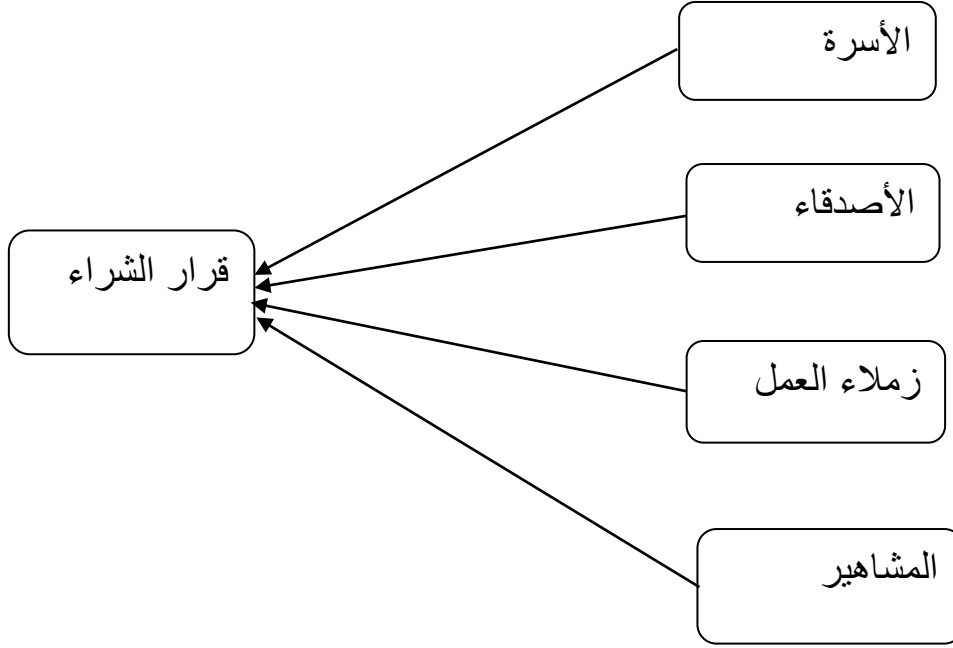 الأسرة
الأصدقاء
قرار الشراء
زملاء العمل
المشاهير